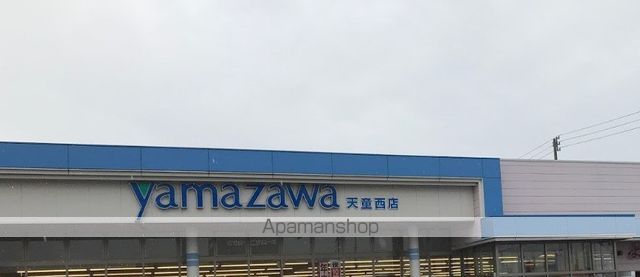 yamazawa 天童西店
Apamanshop